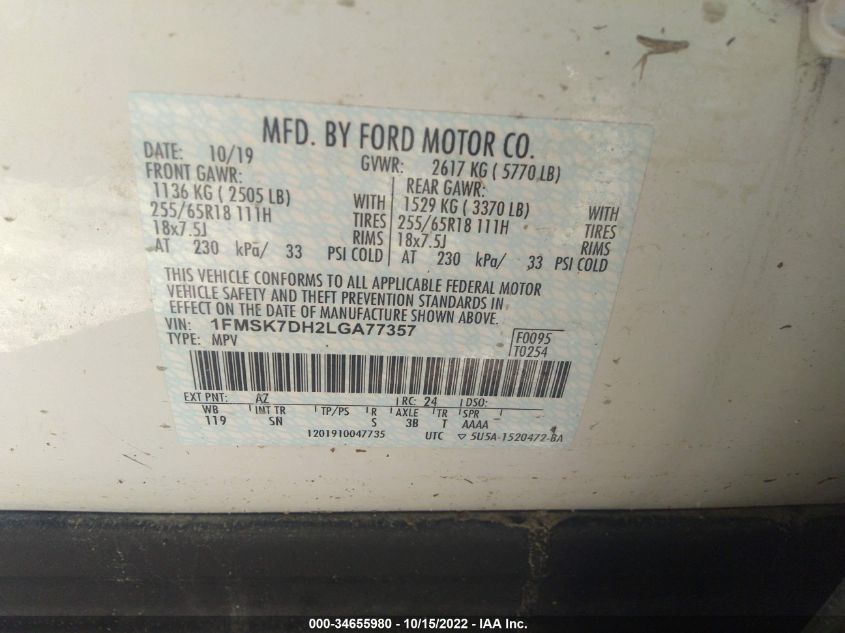 MFD. BY FORD MOTOR CO.
DATE: 10/19 GVWR: 2617 KG ( 5770 LB)
FRONT GAWR: REAR GAWR:
1136 KG ( 2505 LB) WITH 1529 KG ( 3370 LB) WITH
255/65R18 111H TIRES 255/65R18 111H TIRES
18x7.5J RIMS 18x7.5J RIMS
AT 230 kPa/ 33 PSI COLD AT 230 kPa/ 33 PSI COLD
THIS VEHICLE CONFORMS TO ALL APPLICABLE FEDERAL MOTOR
VEHICLE SAFETY AND THEFT PREVENTION STANDARDS IN
EFFECT ON THE DATE OF MANUFACTURE SHOWN ABOVE.
VIN: 1FMSK7DH2LGA77357 F0095
TYPE: MPV T0254
EXT PNT: AZ RC: 24 DSO:
WB INT TR TP/PS R AXLE TR SPR
119 SN S 3B T AAAA
1201910047735 UTC ▽ 5U5A-1520472-BA
000-34655980 - 10/15/2022 - IAA Inc.